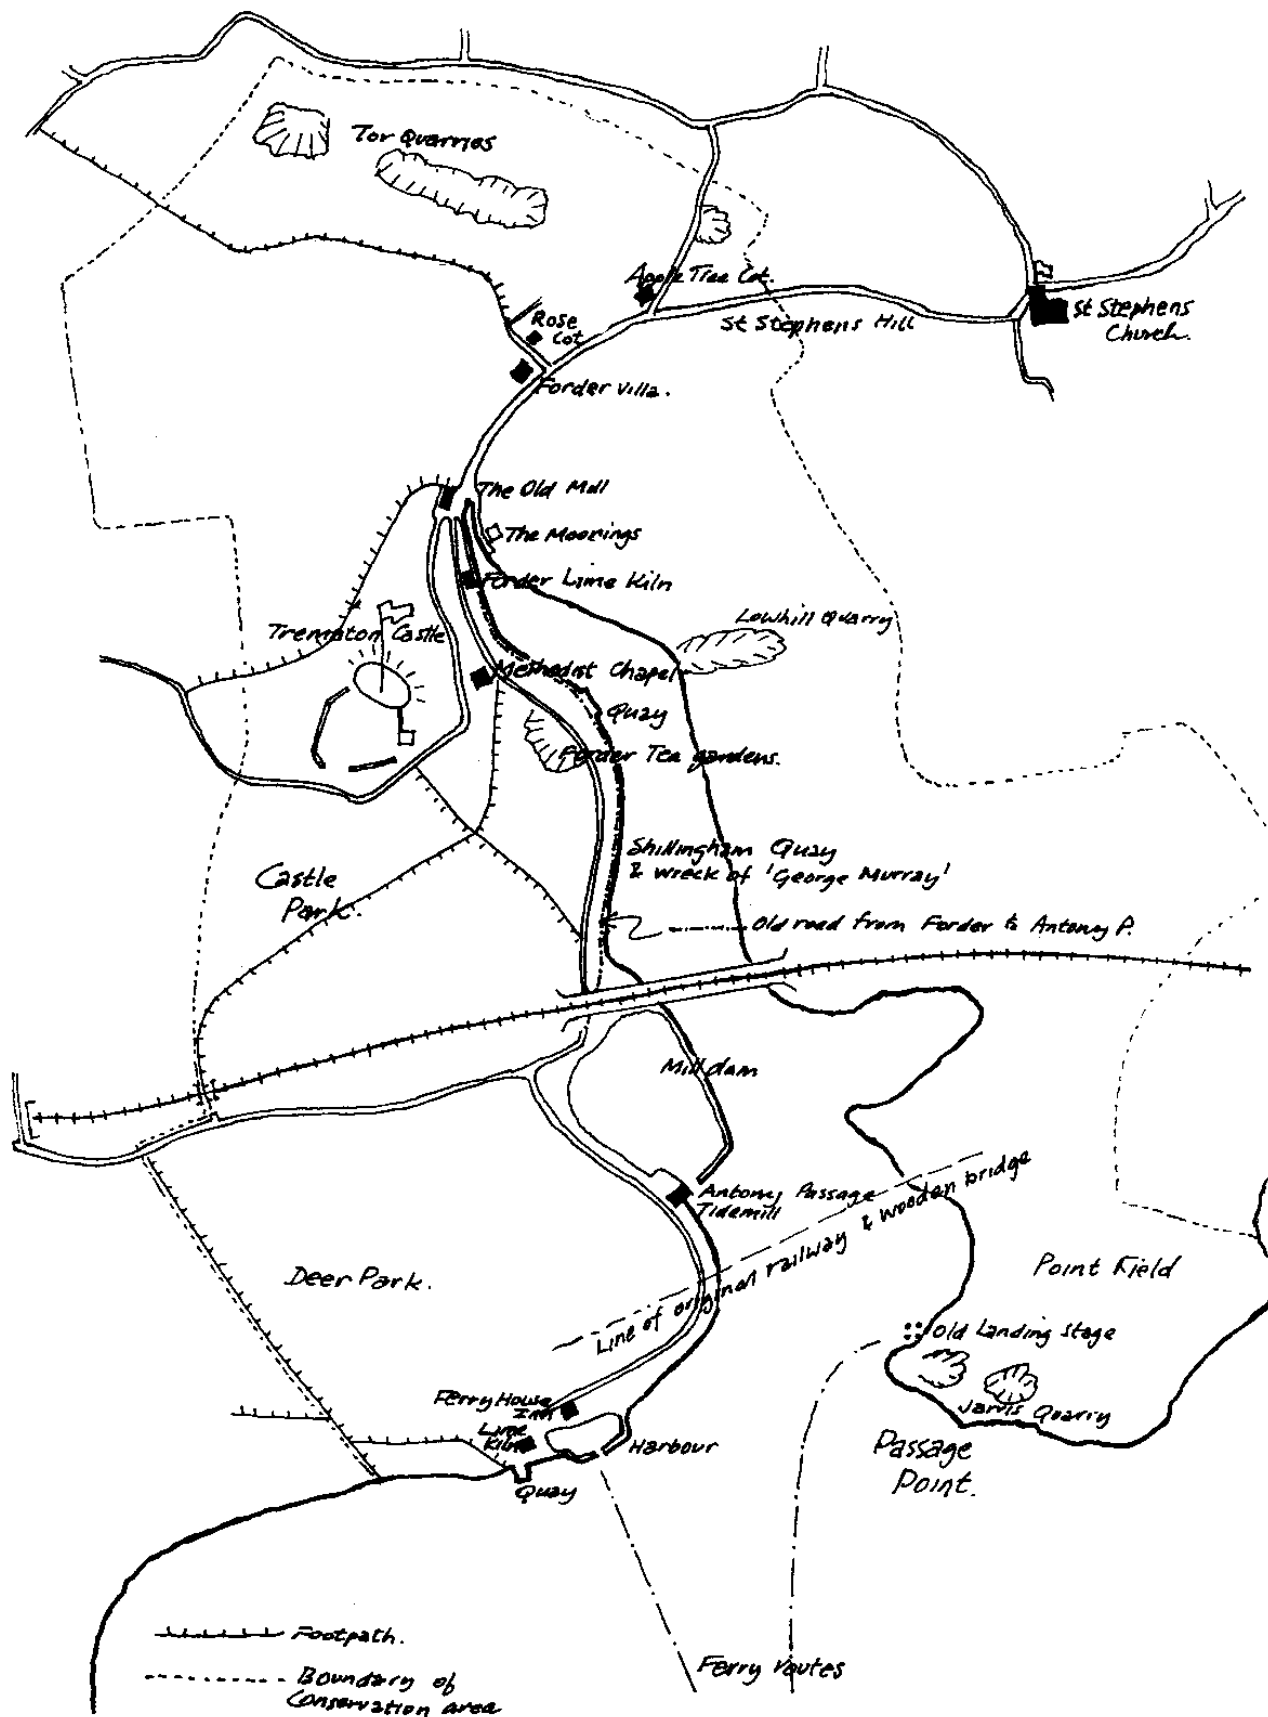 Tor Quarries
Apple Tree Cot.
Rose
Cot
St Stephens Hill
St Stephens
Church.
Forder Villa.
The Old Mill
The Moorings
Forder Lime Kiln
Lowhill Quarry
Trematon Castle
Methodist Chapel
Quay
Forder Tea gardens.
Shillingham Quay
& wreck of 'George Murray'
Castle
Park.
Old road from Forder to Antony P.
Mill dam
Antony Passage
Tidemill
Line of original railway & wooden bridge
Deer Park.
Point Field
Old Landing Stage
Ferry House
Inn
Jarvis Quarry
Lime
Kiln
Harbour
Passage
Point.
Quay
Footpath.
Ferry routes
Boundary of
Conservation area